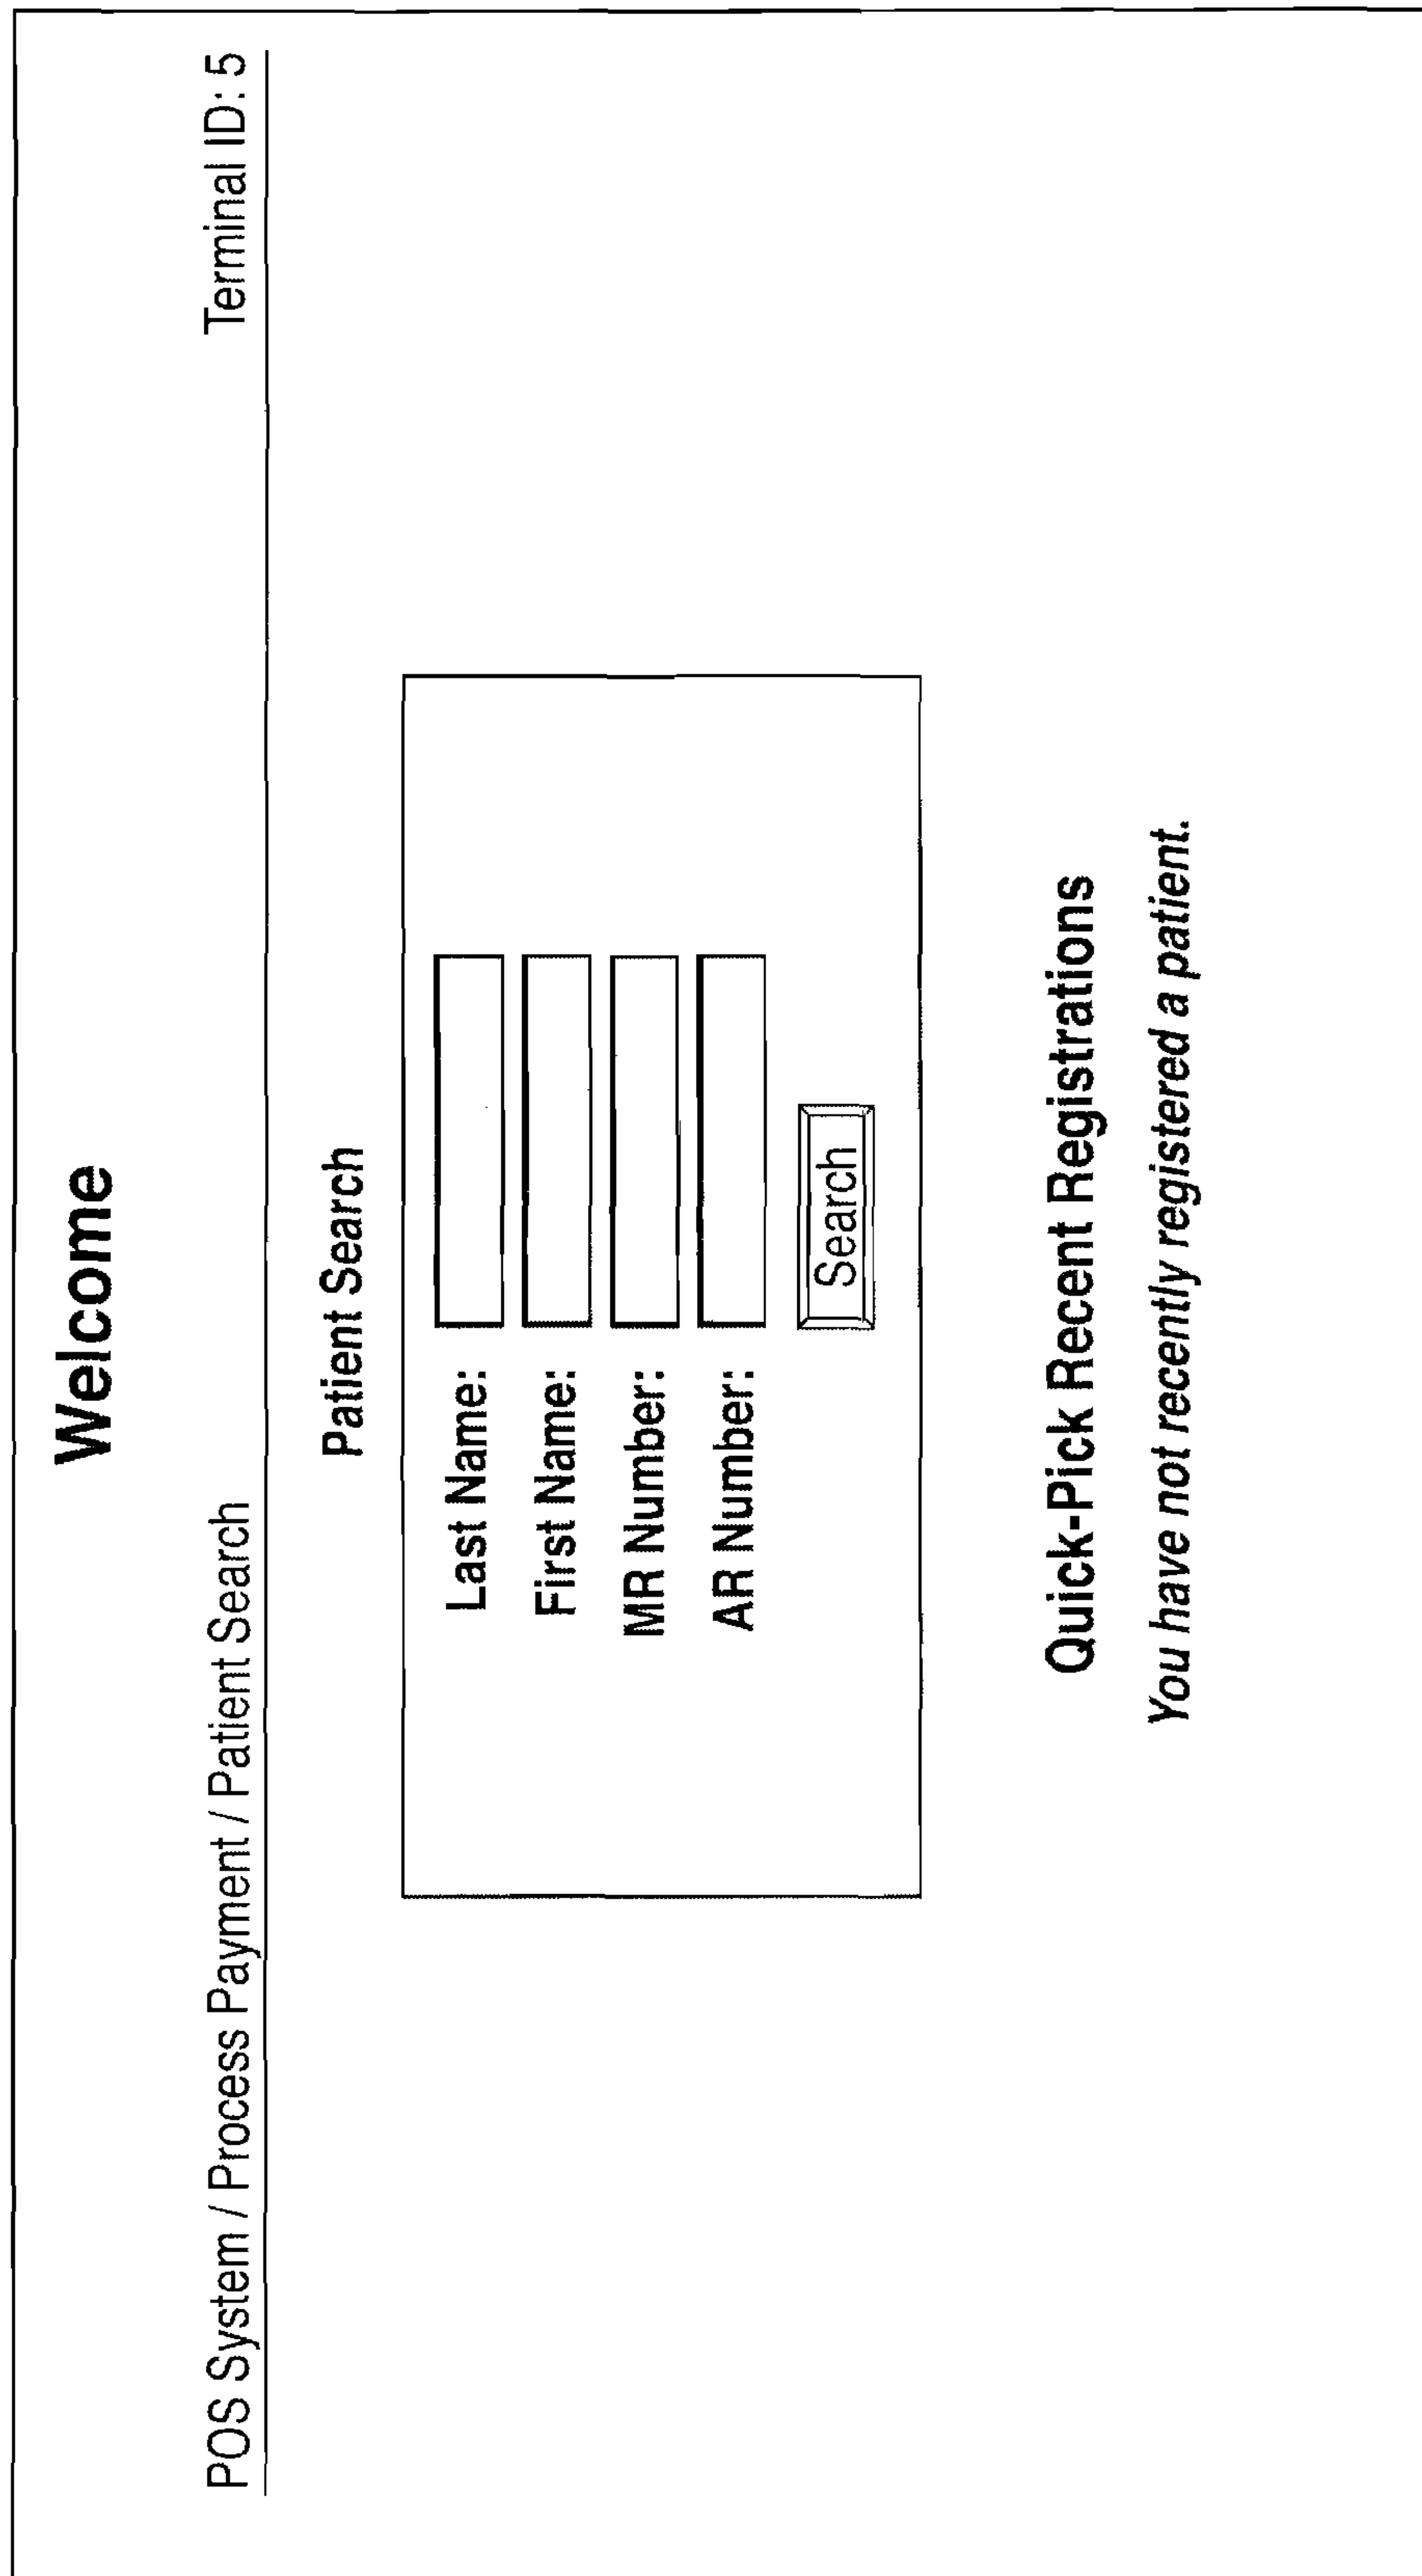 Welcome
POS System / Process Payment / Patient Search Terminal ID: 5
Patient Search
Last Name:
First Name:
MR Number:
AR Number:
Search
Quick-Pick Recent Registrations
You have not recently registered a patient.